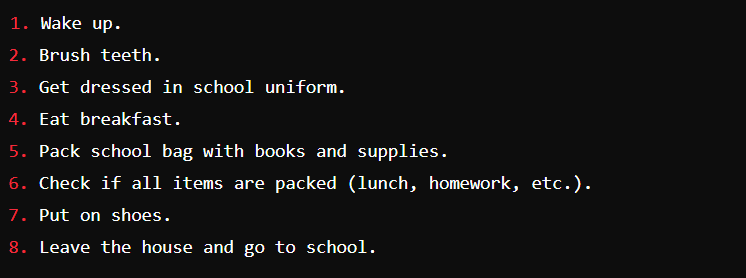 1. Wake up.
2. Brush teeth.
3. Get dressed in school uniform.
4. Eat breakfast.
5. Pack school bag with books and supplies.
6. Check if all items are packed (lunch, homework, etc.).
7. Put on shoes.
8. Leave the house and go to school.